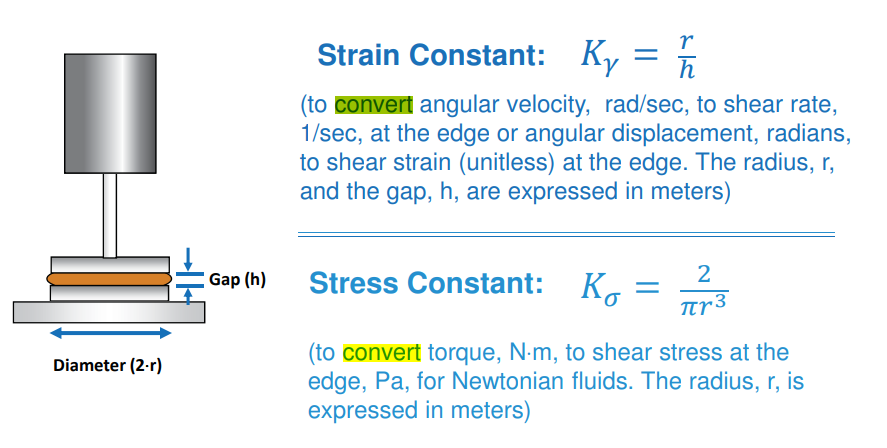 Strain Constant: Kγ = r/h
(to convert angular velocity, rad/sec, to shear rate,
1/sec, at the edge or angular displacement, radians,
to shear strain (unitless) at the edge. The radius, r,
and the gap, h, are expressed in meters)
Gap (h)
Diameter (2·r)
Stress Constant: Kσ = 2/πr³
(to convert torque, N·m, to shear stress at the
edge, Pa, for Newtonian fluids. The radius, r, is
expressed in meters)